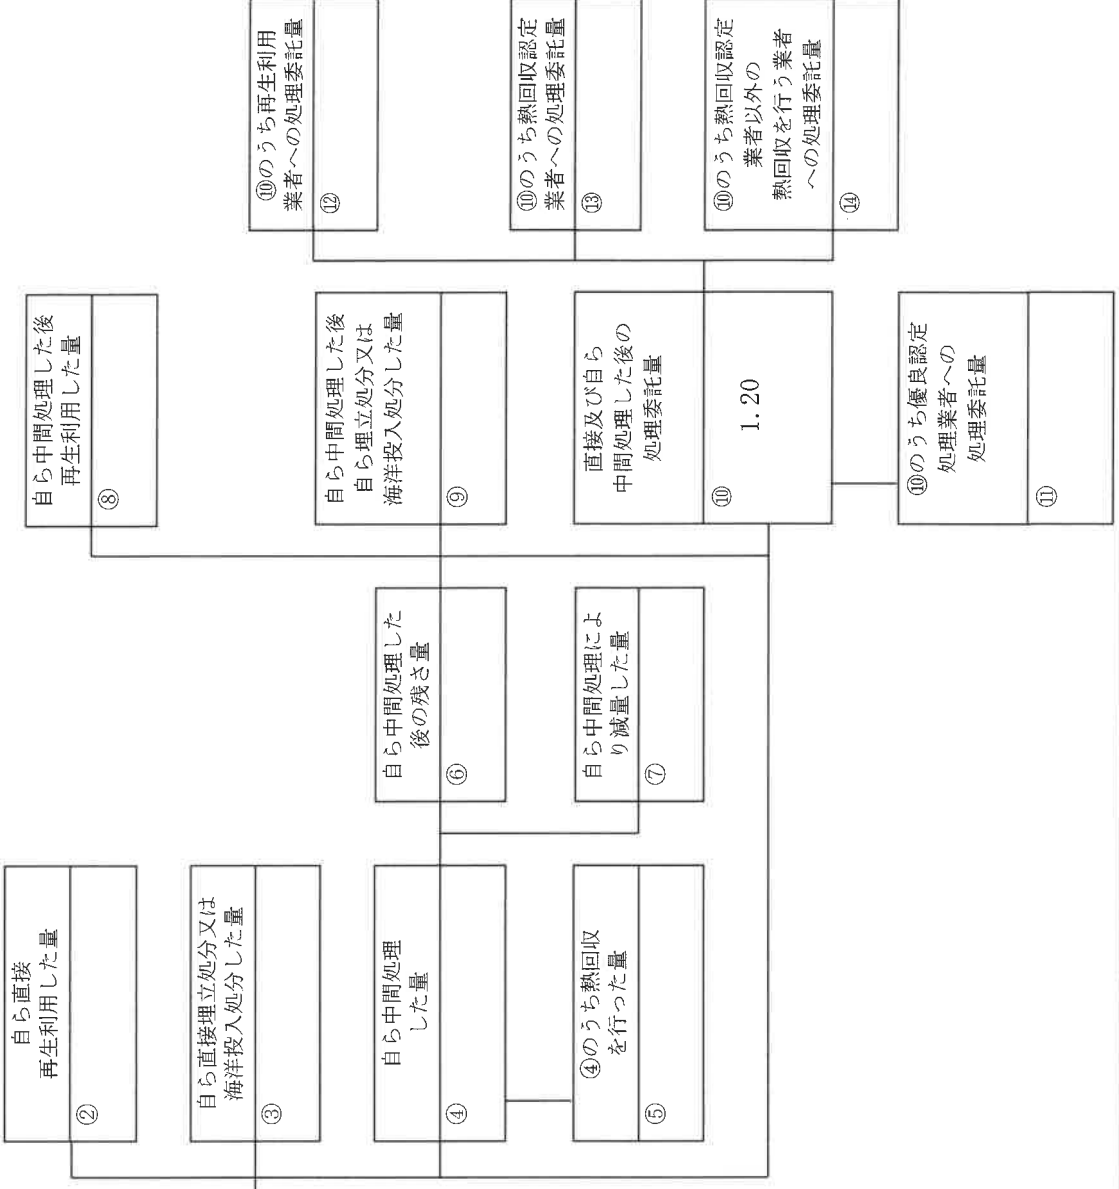 自ら直接
再生利用した量
②
自ら直接埋立処分又は
海洋投入処分した量
③
自ら中間処理
した量
④
④のうち熱回収
を行った量
⑤
自ら中間処理した
後の残さ量
⑥
自ら中間処理によ
り減量した量
⑦
自ら中間処理した後
再生利用した量
⑧
自ら中間処理した後
自ら埋立処分又は
海洋投入処分した量
⑨
直接及び自ら
中間処理した後の
処理委託量
⑩
1.20
⑩のうち優良認定
処理業者への
処理委託量
⑪
⑩のうち再生利用
業者への処理委託量
⑫
⑩のうち熱回収認定
業者への処理委託量
⑬
⑩のうち熱回収認定
業者以外の
熱回収を行う業者
への処理委託量
⑭